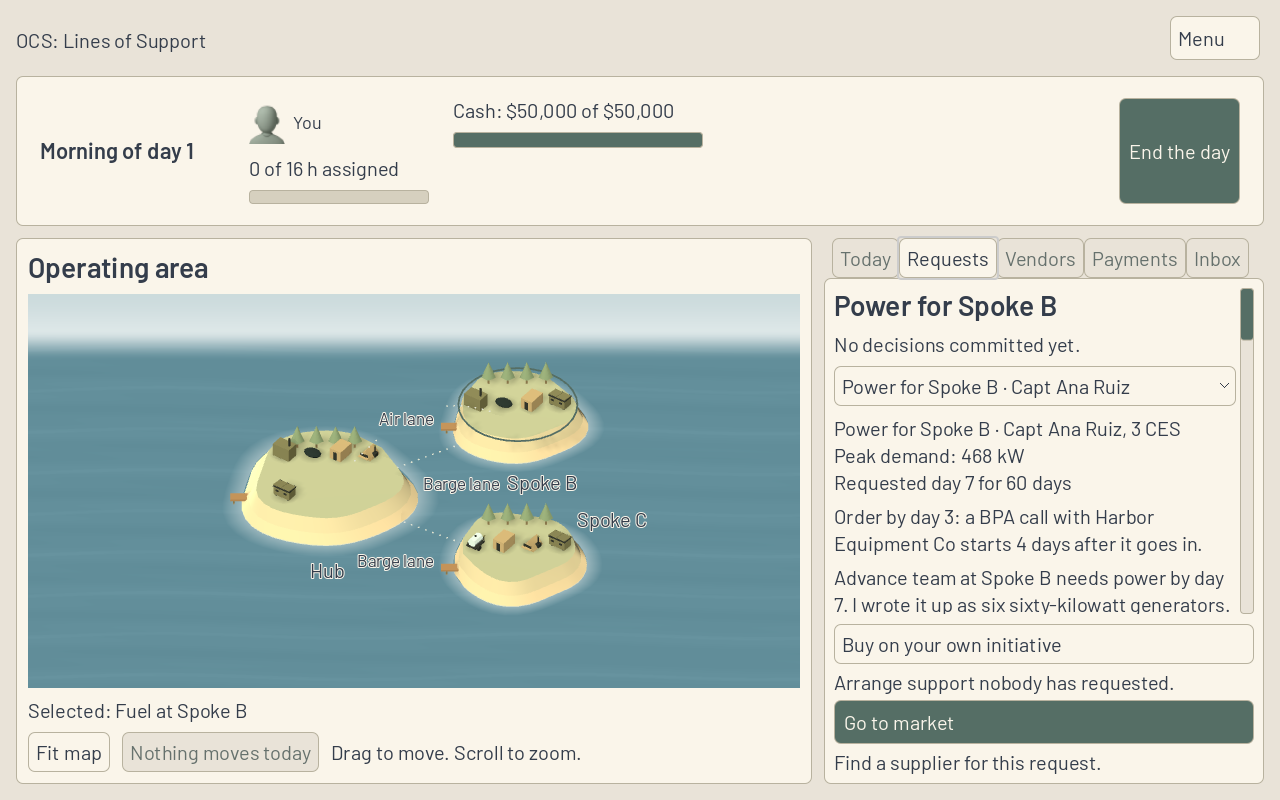 OCS: Lines of Support
Menu
Morning of day 1
You
0 of 16 h assigned
Cash: $50,000 of $50,000
End the day
Operating area
Air lane
Barge lane
Spoke B
Spoke C
Barge lane
Hub
Selected: Fuel at Spoke B
Fit map
Nothing moves today
Drag to move. Scroll to zoom.
Today
Requests
Vendors
Payments
Inbox
Power for Spoke B
No decisions committed yet.
Power for Spoke B · Capt Ana Ruiz
Power for Spoke B · Capt Ana Ruiz, 3 CES
Peak demand: 468 kW
Requested day 7 for 60 days
Order by day 3: a BPA call with Harbor
Equipment Co starts 4 days after it goes in.
Advance team at Spoke B needs power by day
7. I wrote it up as six sixty-kilowatt generators.
Buy on your own initiative
Arrange support nobody has requested.
Go to market
Find a supplier for this request.